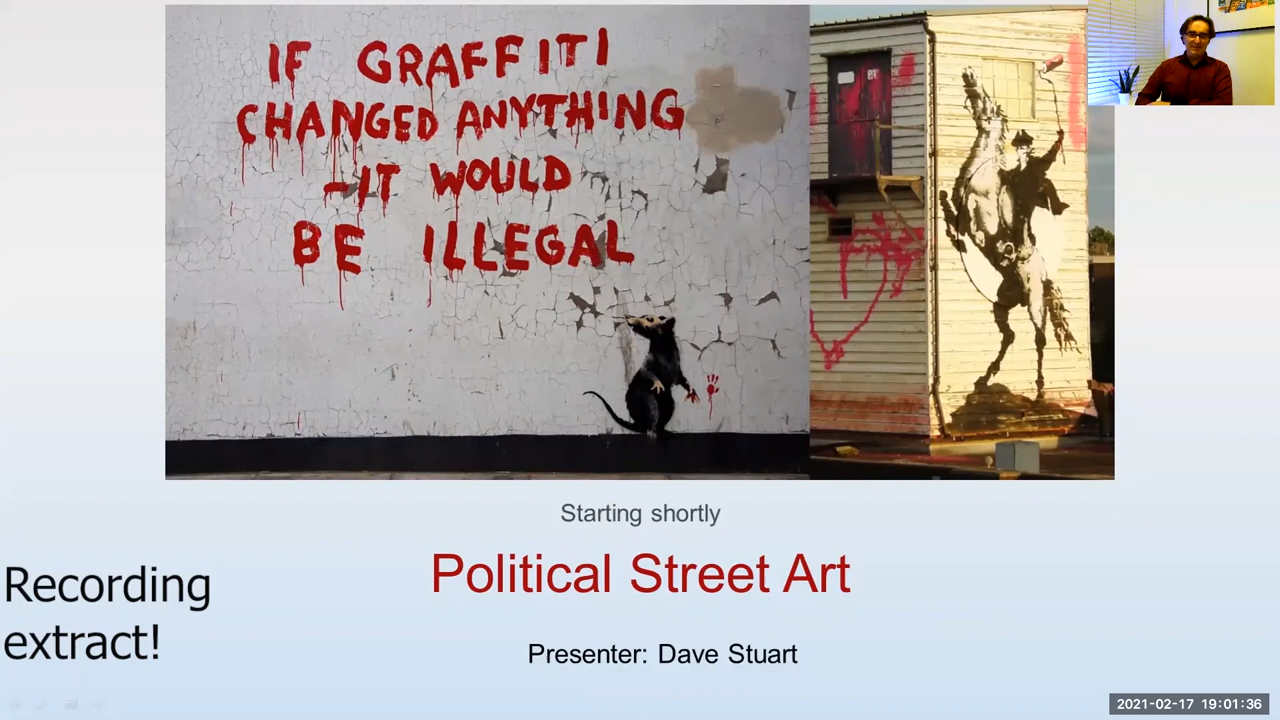 IF GRAFFITI
CHANGED ANYTHING
-IT WOULD
BE ILLEGAL
Starting shortly
Political Street Art
Recording
extract!
Presenter: Dave Stuart
2021-02-17 19:01:36